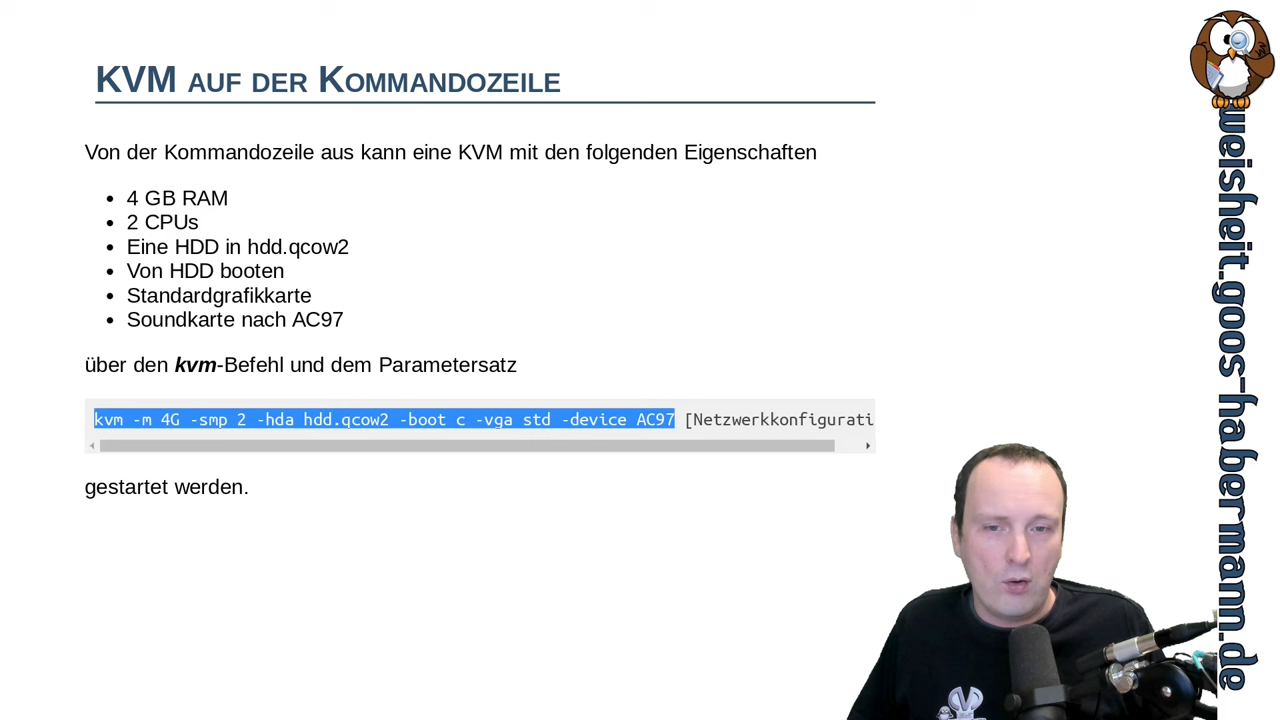 KVM auf der Kommandozeile
Von der Kommandozeile aus kann eine KVM mit den folgenden Eigenschaften
• 4 GB RAM
• 2 CPUs
• Eine HDD in hdd.qcow2
• Von HDD booten
• Standardgrafikkarte
• Soundkarte nach AC97
über den kvm-Befehl und dem Parametersatz
kvm -m 4G -smp 2 -hda hdd.qcow2 -boot c -vga std -device AC97 [Netzwerkkonfigurati
gestartet werden.
weisheit.goos-habermann.de